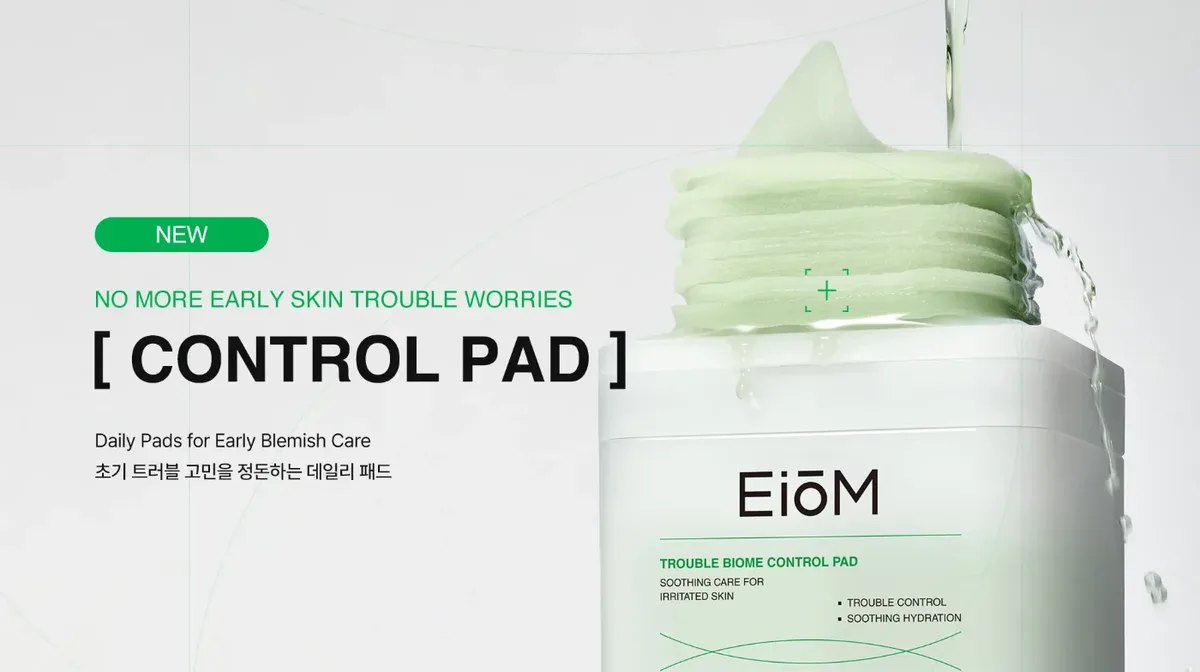 NEW
NO MORE EARLY SKIN TROUBLE WORRIES
[ CONTROL PAD ]
Daily Pads for Early Blemish Care
초기 트러블 고민을 정돈하는 데일리 패드
EiōM
TROUBLE BIOME CONTROL PAD
SOOTHING CARE FOR
IRRITATED SKIN
▪ TROUBLE CONTROL
▪ SOOTHING HYDRATION